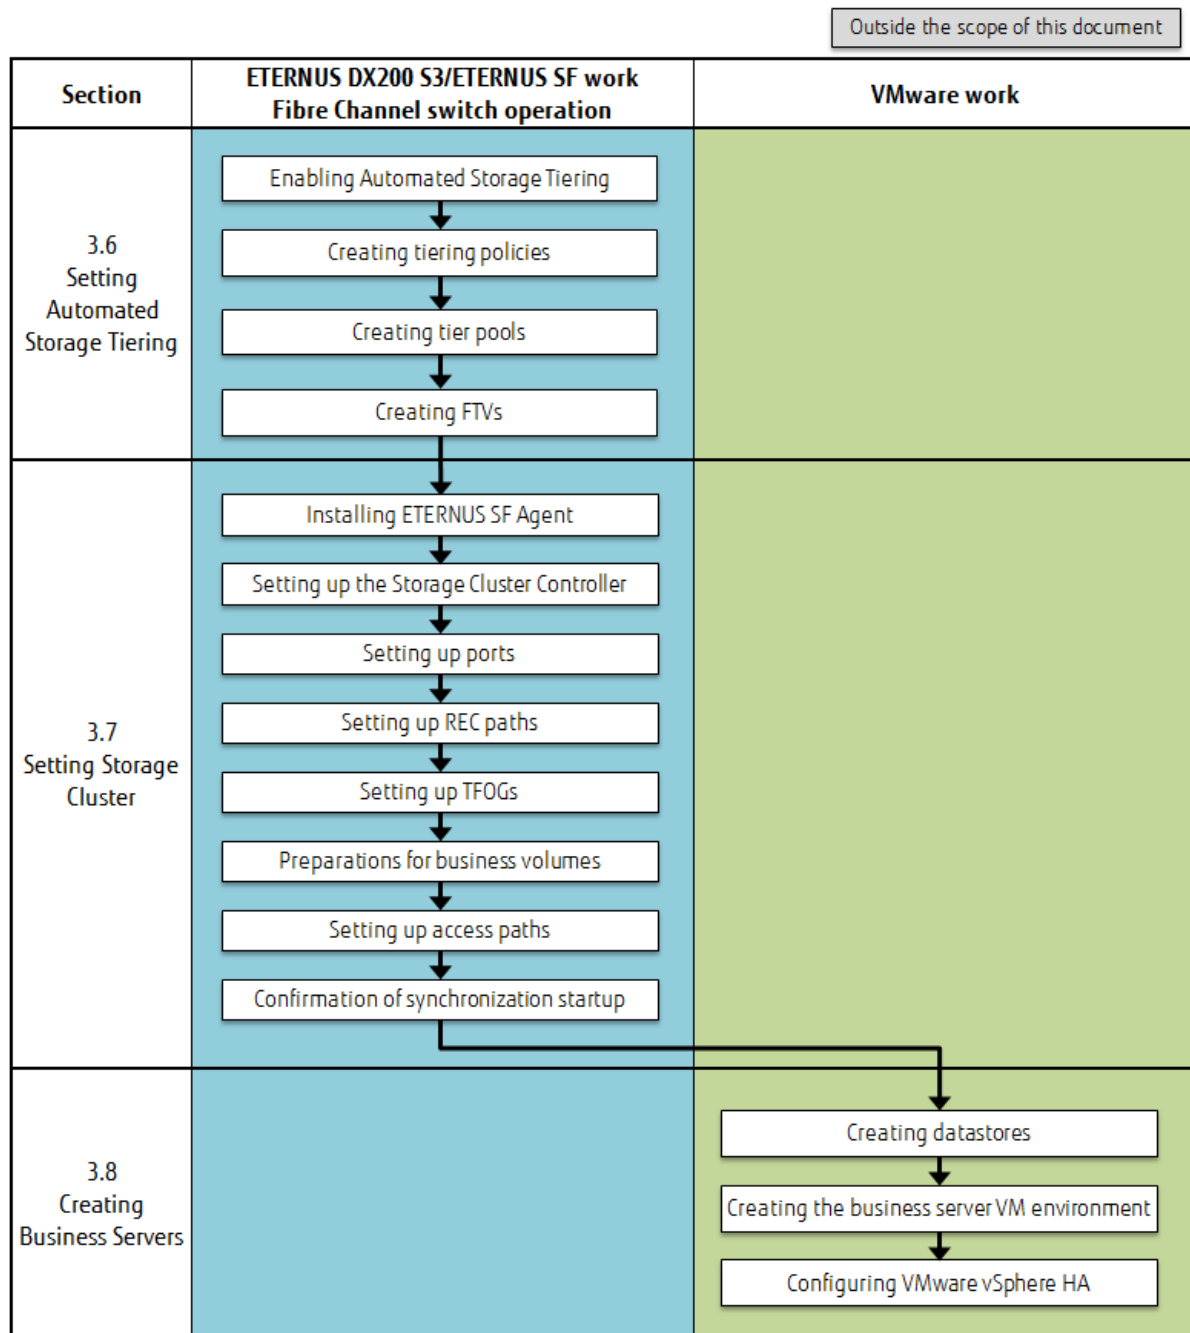 Outside the scope of this document
Section
ETERNUS DX200 S3/ETERNUS SF work
Fibre Channel switch operation
VMware work
3.6
Setting
Automated
Storage Tiering
Enabling Automated Storage Tiering
Creating tiering policies
Creating tier pools
Creating FTVs
3.7
Setting Storage
Cluster
Installing ETERNUS SF Agent
Setting up the Storage Cluster Controller
Setting up ports
Setting up REC paths
Setting up TFOGs
Preparations for business volumes
Setting up access paths
Confirmation of synchronization startup
3.8
Creating
Business Servers
Creating datastores
Creating the business server VM environment
Configuring VMware vSphere HA